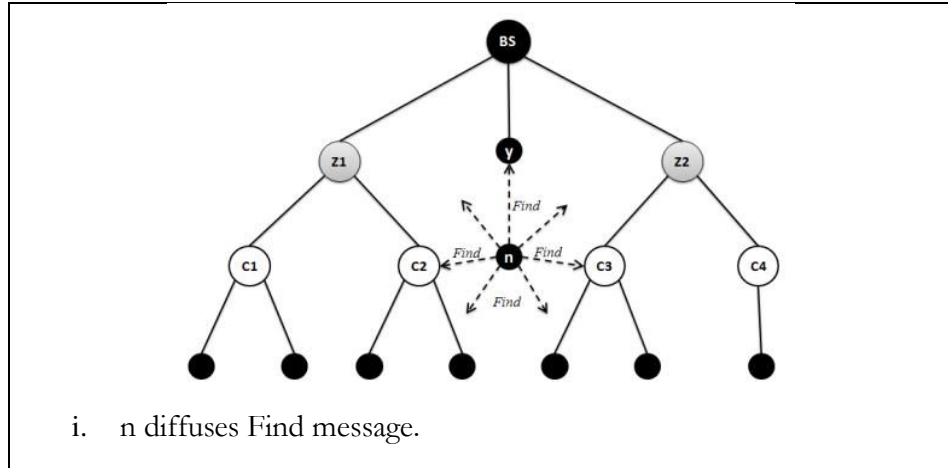 BS
Z1
y
Z2
Find
C1
C2
Find
n
Find
C3
C4
Find
i. n diffuses Find message.